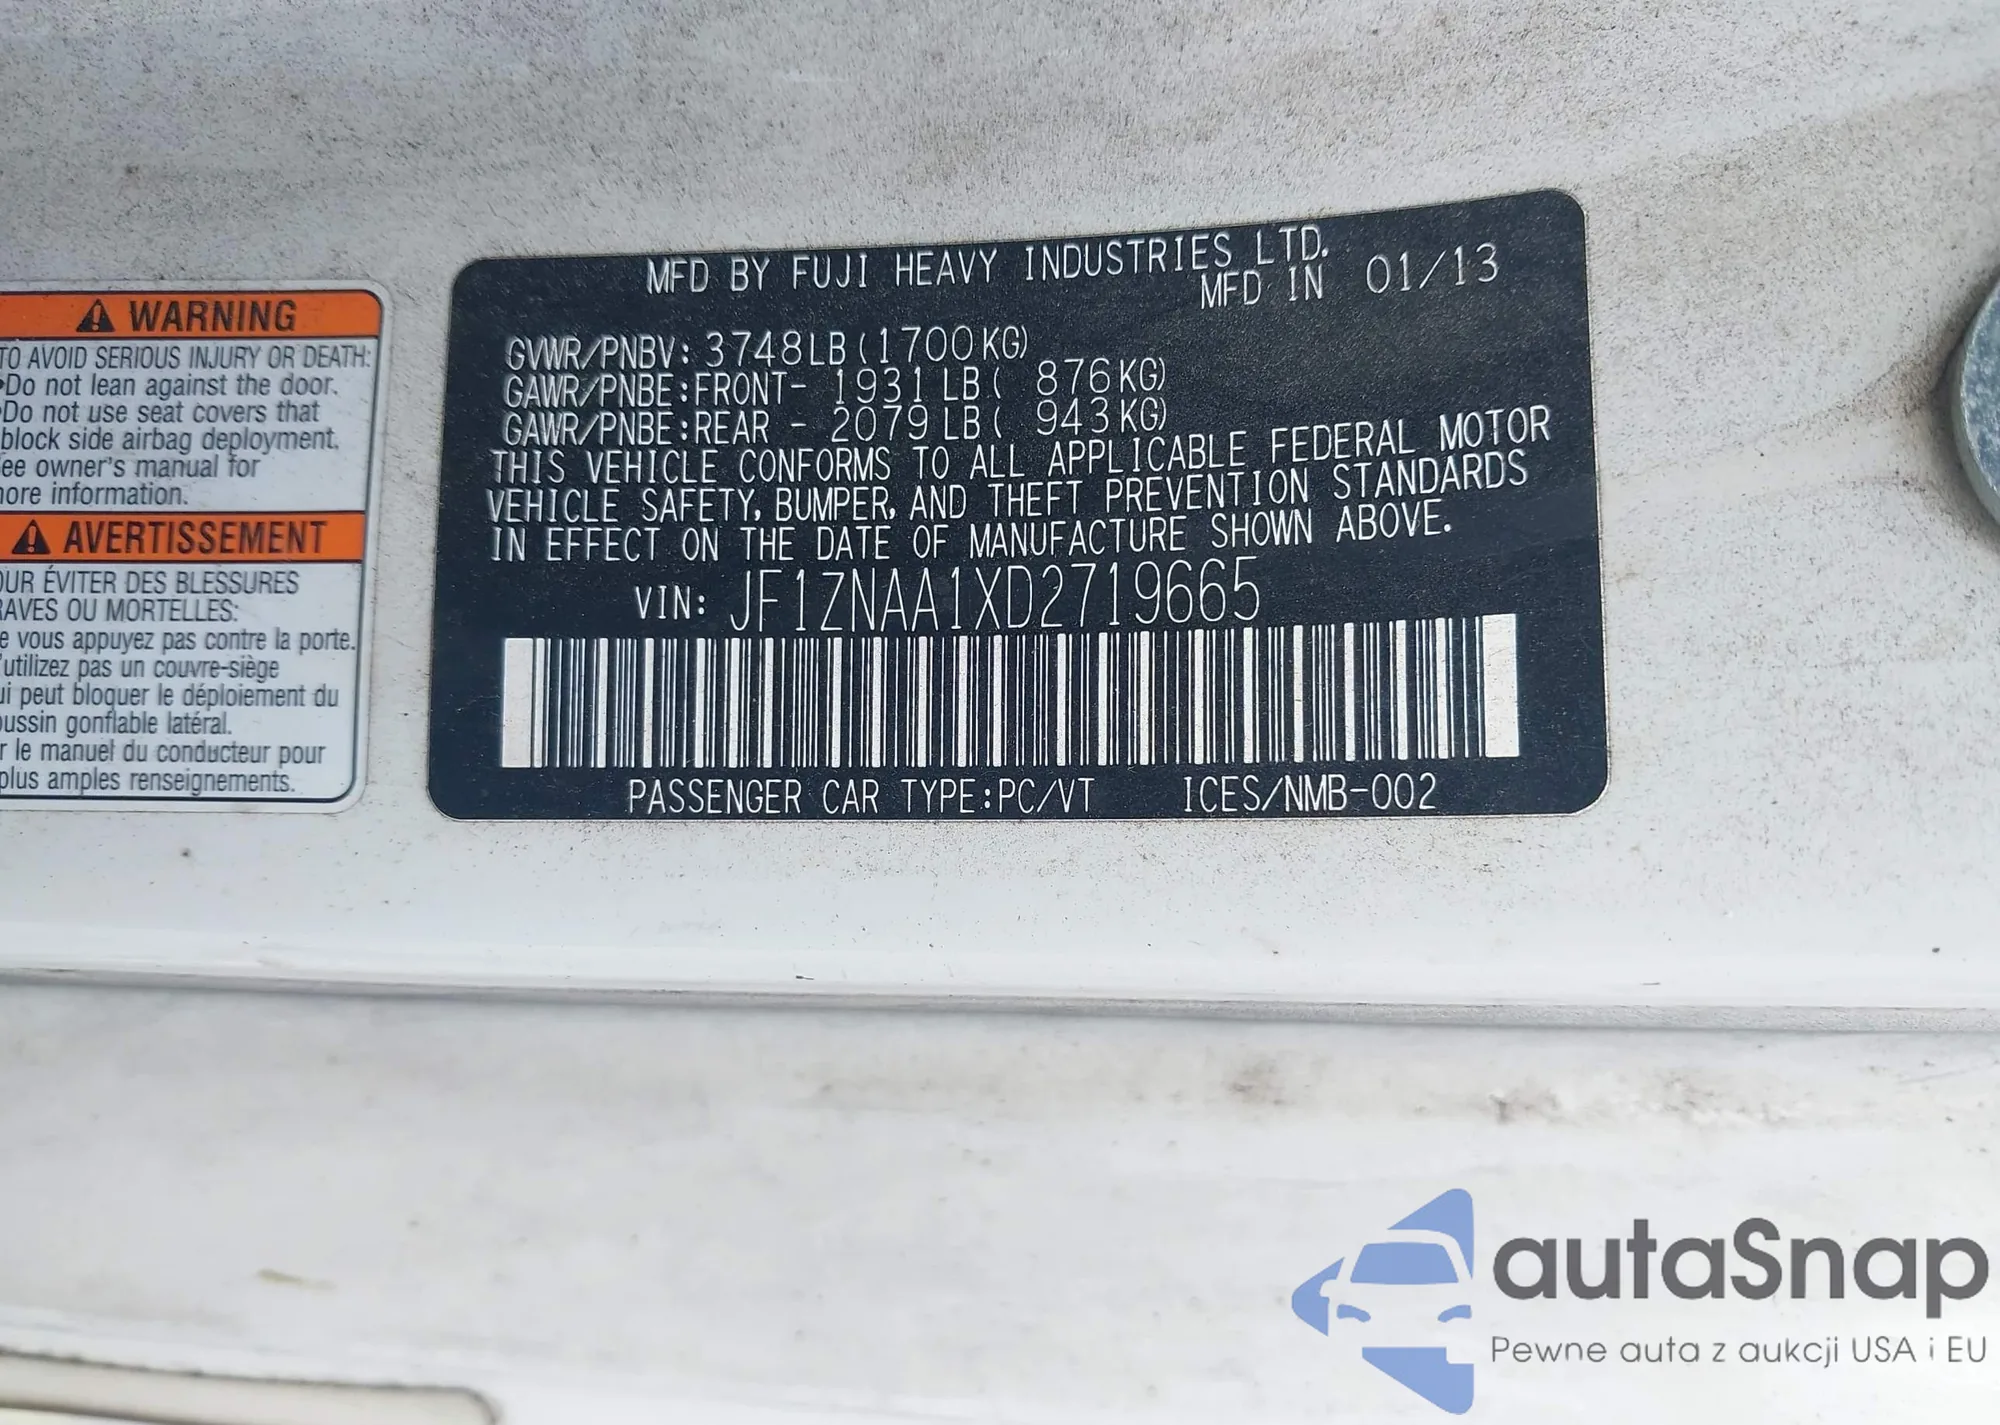 WARNING
TO AVOID SERIOUS INJURY OR DEATH:
•Do not lean against the door.
•Do not use seat covers that
block side airbag deployment.
ee owner's manual for
ore information.
AVERTISSEMENT
OUR ÉVITER DES BLESSURES
RAVES OU MORTELLES:
e vous appuyez pas contre la porte.
'utilizez pas un couvre-siège
ui peut bloquer le déploiement du
oussin gonflable latéral.
r le manuel du conducteur pour
plus amples renseignements.
MFD BY FUJI HEAVY INDUSTRIES LTD.
MFD IN 01/13
GVWR/PNBV: 3748LB(1700KG)
GAWR/PNBE:FRONT- 1931LB( 876KG)
GAWR/PNBE:REAR - 2079LB( 943KG)
THIS VEHICLE CONFORMS TO ALL APPLICABLE FEDERAL MOTOR
VEHICLE SAFETY, BUMPER, AND THEFT PREVENTION STANDARDS
IN EFFECT ON THE DATE OF MANUFACTURE SHOWN ABOVE.
VIN: JF1ZNAA1XD2719665
PASSENGER CAR TYPE:PC/VT ICES/NMB-002
autaSnap
Pewne auta z aukcji USA i EU